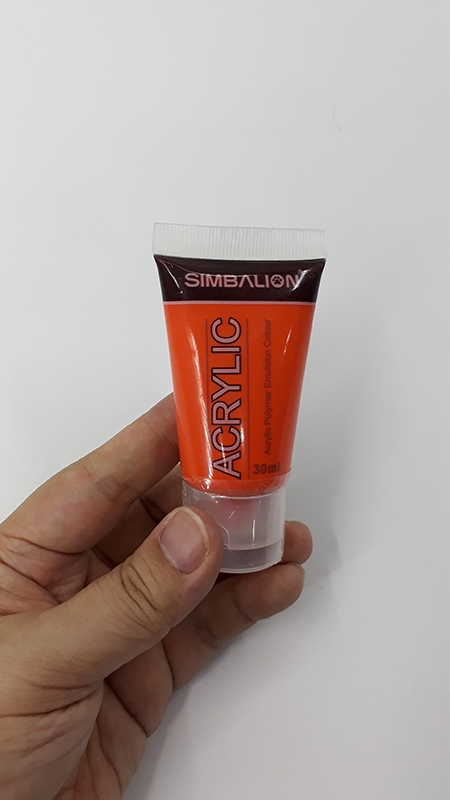 SIMBALION
ACRYLIC
Acrylic Polymer Emulsion Colour
30ml